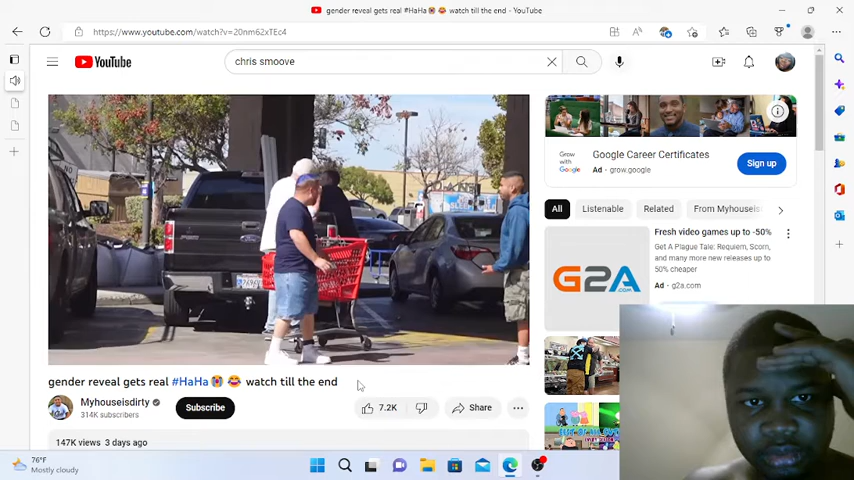 gender reveal gets real #HaHa😭 😂 watch till the end - YouTube
https://www.youtube.com/watch?v=20nm62xTEc4
YouTube
chris smoove
Google Career Certificates
Ad · grow.google
Grow with Google
Sign up
All
Listenable
Related
From Myhouseis
Fresh video games up to -50%
Get A Plague Tale: Requiem, Scorn, and many more new releases up to 50% cheaper
Ad · g2a.com
G2A
.COM
gender reveal gets real #HaHa😭 😂 watch till the end
Myhouseisdirty
314K subscribers
Subscribe
7.2K
Share
147K views 3 days ago
76°F
Mostly cloudy